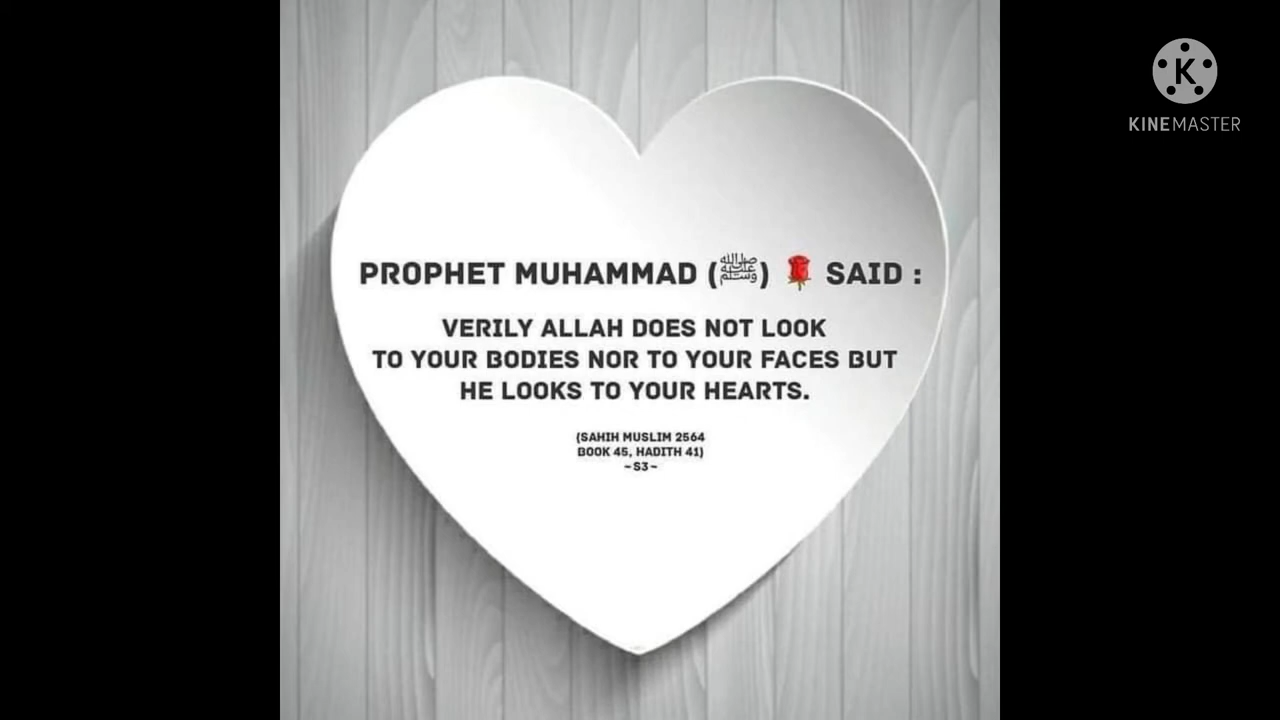 PROPHET MUHAMMAD (ﷺ) 🌹 SAID :
VERILY ALLAH DOES NOT LOOK
TO YOUR BODIES NOR TO YOUR FACES BUT
HE LOOKS TO YOUR HEARTS.
(SAHIH MUSLIM 2564
BOOK 45, HADITH 41)
~S3~
K
KINEMASTER